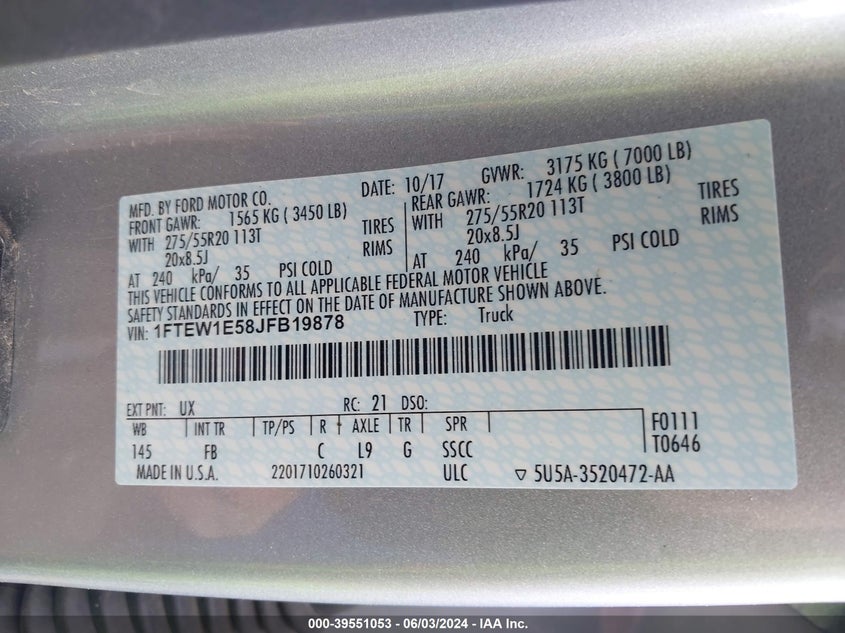 MFD. BY FORD MOTOR CO. DATE: 10/17 GVWR: 3175 KG ( 7000 LB)
FRONT GAWR: 1565 KG ( 3450 LB) REAR GAWR: 1724 KG ( 3800 LB)
WITH 275/55R20 113T TIRES WITH 275/55R20 113T TIRES
20x8.5J RIMS 20x8.5J RIMS
AT 240 kPa/ 35 PSI COLD AT 240 kPa/ 35 PSI COLD
THIS VEHICLE CONFORMS TO ALL APPLICABLE FEDERAL MOTOR VEHICLE
SAFETY STANDARDS IN EFFECT ON THE DATE OF MANUFACTURE SHOWN ABOVE.
VIN: 1FTEW1E58JFB19878 TYPE: Truck
EXT PNT: UX RC: 21 DSO:
WB INT TR TP/PS R AXLE TR SPR F0111
145 FB C L9 G SSCC T0646
MADE IN U.S.A. 2201710260321 ULC ▽ 5U5A-3520472-AA
000-39551053 - 06/03/2024 - IAA Inc.